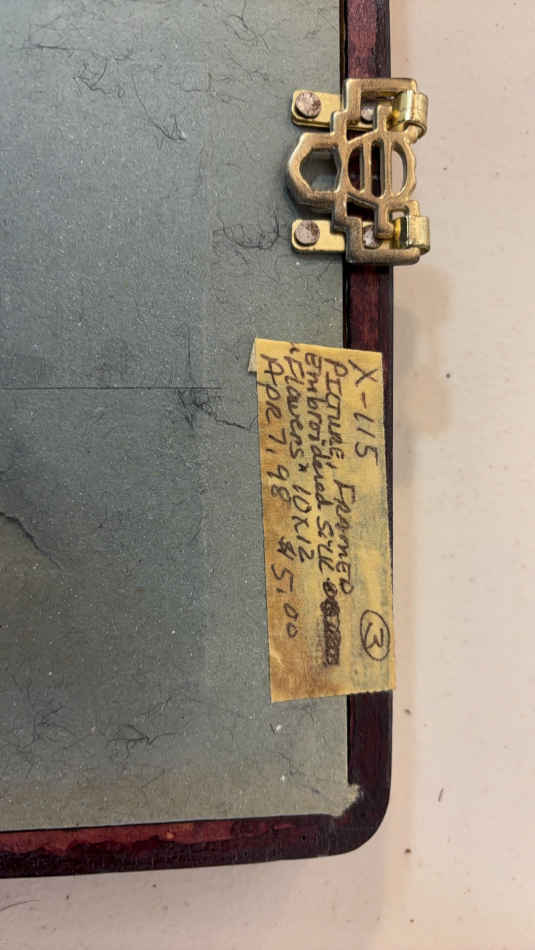 X-115 ③
PICTURE, FRAMED
Embroidered SILK
"Flowers" 10X12
APR 7, 98 $5.00